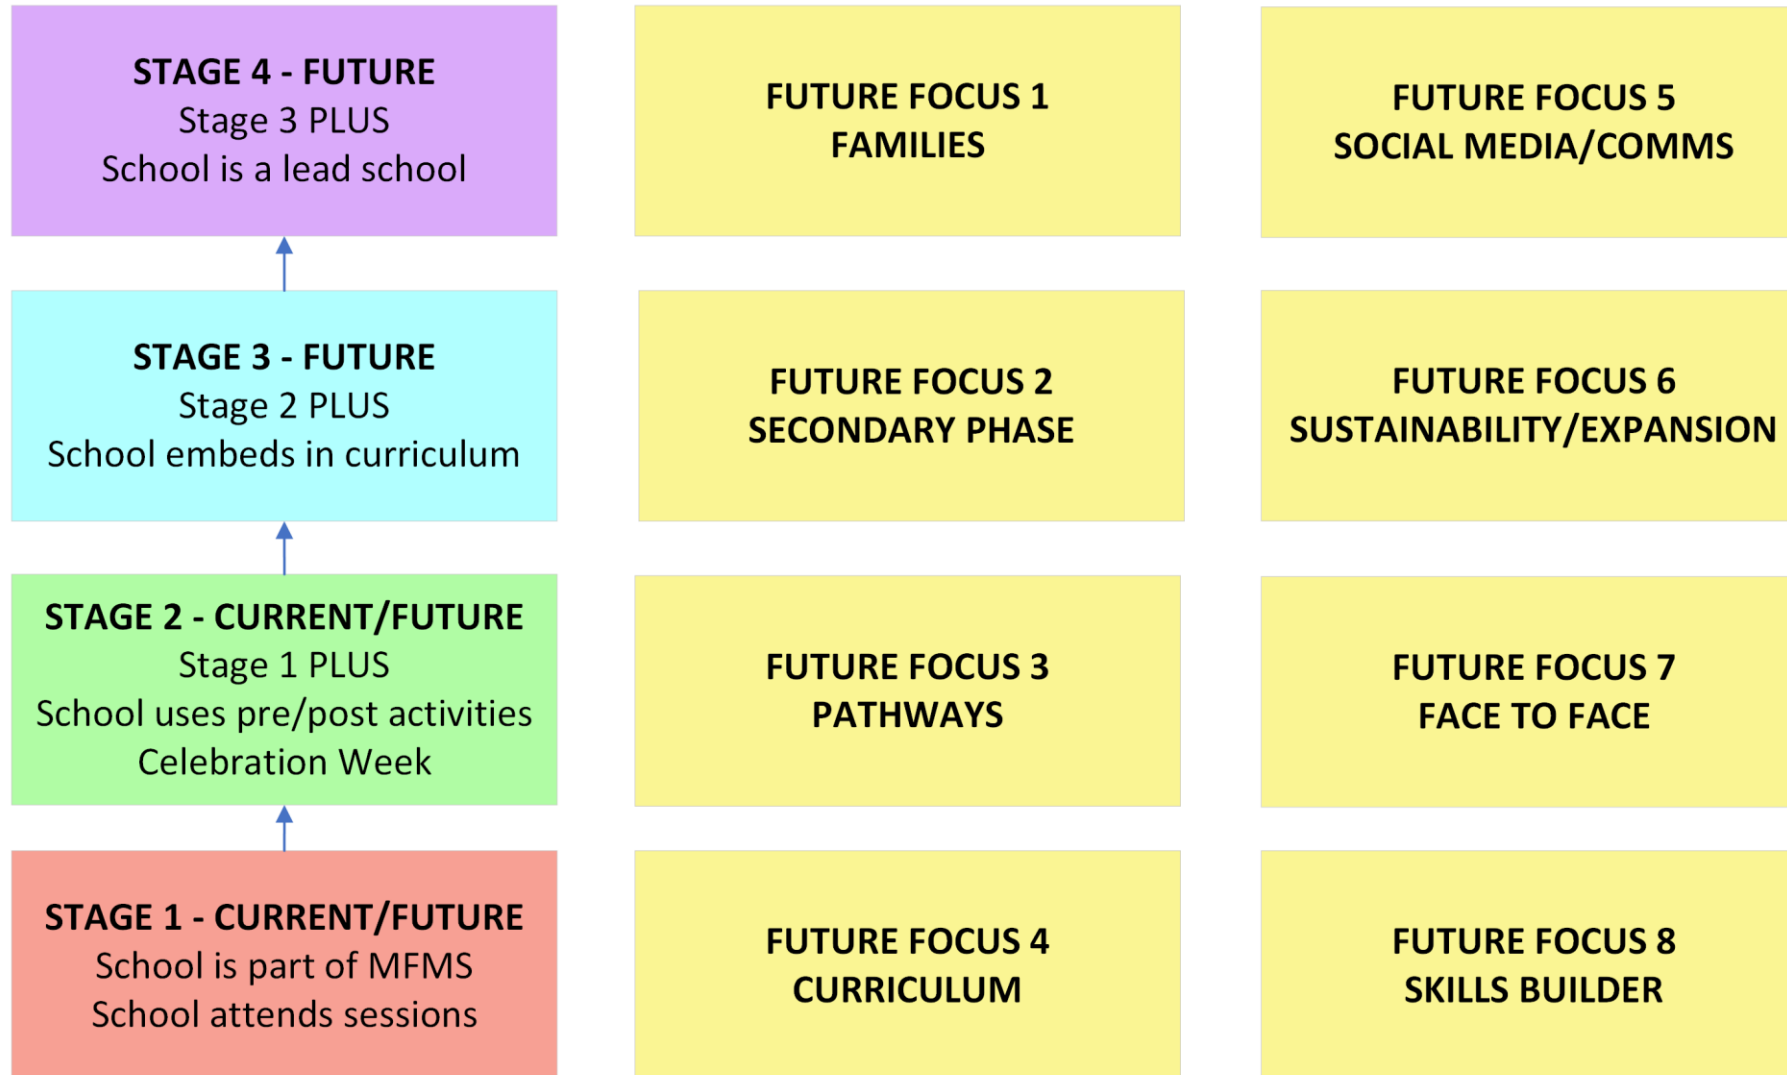 STAGE 4 - FUTURE
Stage 3 PLUS
School is a lead school
STAGE 3 - FUTURE
Stage 2 PLUS
School embeds in curriculum
STAGE 2 - CURRENT/FUTURE
Stage 1 PLUS
School uses pre/post activities
Celebration Week
STAGE 1 - CURRENT/FUTURE
School is part of MFMS
School attends sessions
FUTURE FOCUS 1
FAMILIES
FUTURE FOCUS 2
SECONDARY PHASE
FUTURE FOCUS 3
PATHWAYS
FUTURE FOCUS 4
CURRICULUM
FUTURE FOCUS 5
SOCIAL MEDIA/COMMS
FUTURE FOCUS 6
SUSTAINABILITY/EXPANSION
FUTURE FOCUS 7
FACE TO FACE
FUTURE FOCUS 8
SKILLS BUILDER